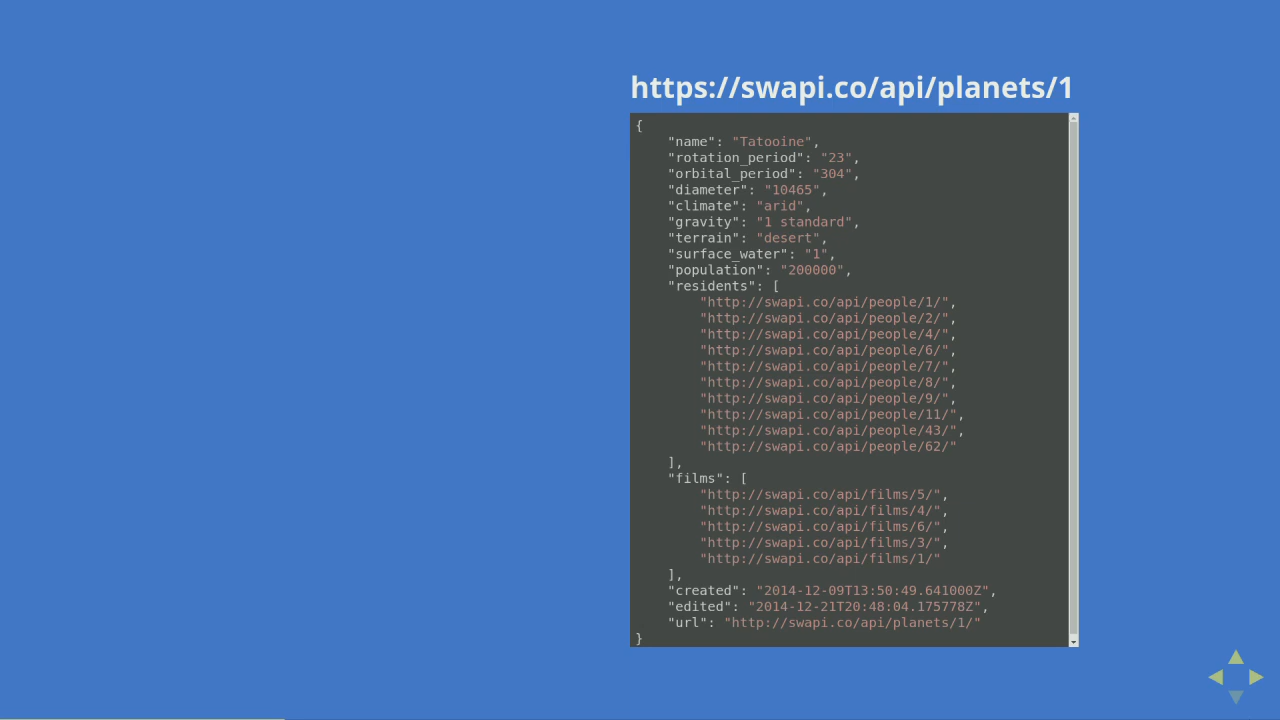 https://swapi.co/api/planets/1
{
    "name": "Tatooine",
    "rotation_period": "23",
    "orbital_period": "304",
    "diameter": "10465",
    "climate": "arid",
    "gravity": "1 standard",
    "terrain": "desert",
    "surface_water": "1",
    "population": "200000",
    "residents": [
        "http://swapi.co/api/people/1/",
        "http://swapi.co/api/people/2/",
        "http://swapi.co/api/people/4/",
        "http://swapi.co/api/people/6/",
        "http://swapi.co/api/people/7/",
        "http://swapi.co/api/people/8/",
        "http://swapi.co/api/people/9/",
        "http://swapi.co/api/people/11/",
        "http://swapi.co/api/people/43/",
        "http://swapi.co/api/people/62/"
    ],
    "films": [
        "http://swapi.co/api/films/5/",
        "http://swapi.co/api/films/4/",
        "http://swapi.co/api/films/6/",
        "http://swapi.co/api/films/3/",
        "http://swapi.co/api/films/1/"
    ],
    "created": "2014-12-09T13:50:49.641000Z",
    "edited": "2014-12-21T20:48:04.175778Z",
    "url": "http://swapi.co/api/planets/1/"
}